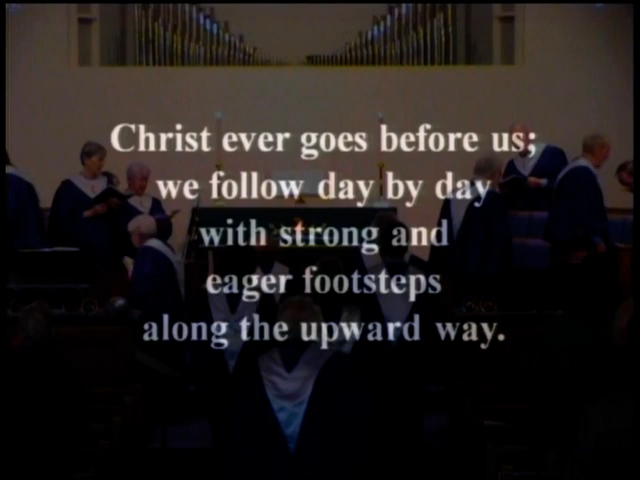 Christ ever goes before us;
we follow day by day
with strong and
eager footsteps
along the upward way.